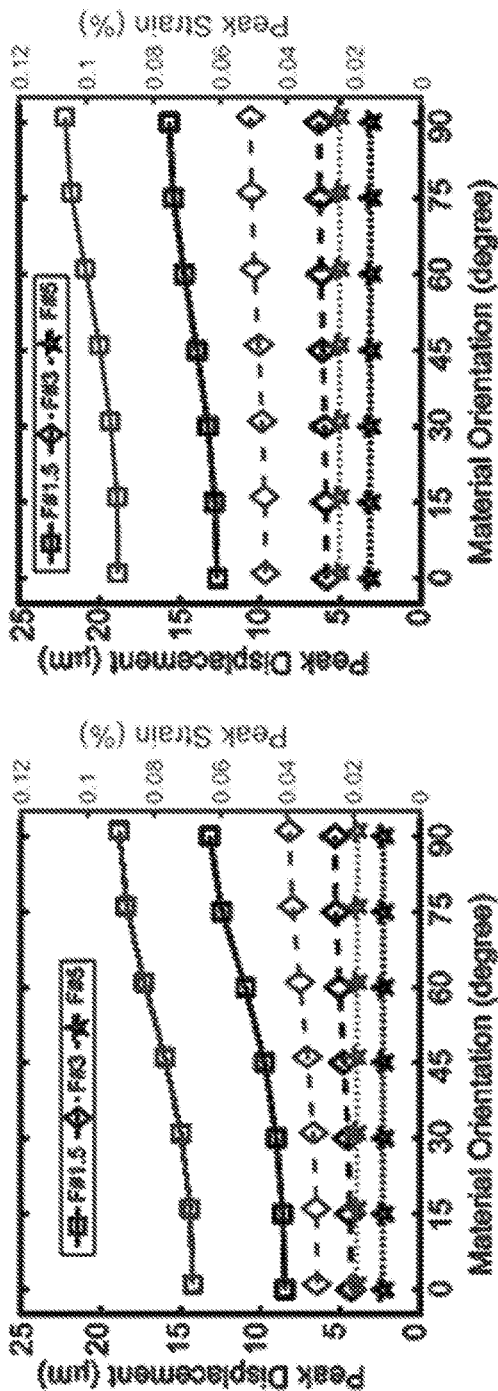 F#1.5 F#3 F#5
Peak Displacement (μm)
25
20
15
10
5
0
Peak Strain (%)
0.12
0.1
0.08
0.06
0.04
0.02
0
0 15 30 45 60 75 90
Material Orientation (degree)
F#1.5 F#3 F#5
Peak Displacement (μm)
25
20
15
10
5
0
Peak Strain (%)
0.12
0.1
0.08
0.06
0.04
0.02
0
0 15 30 45 60 75 90
Material Orientation (degree)